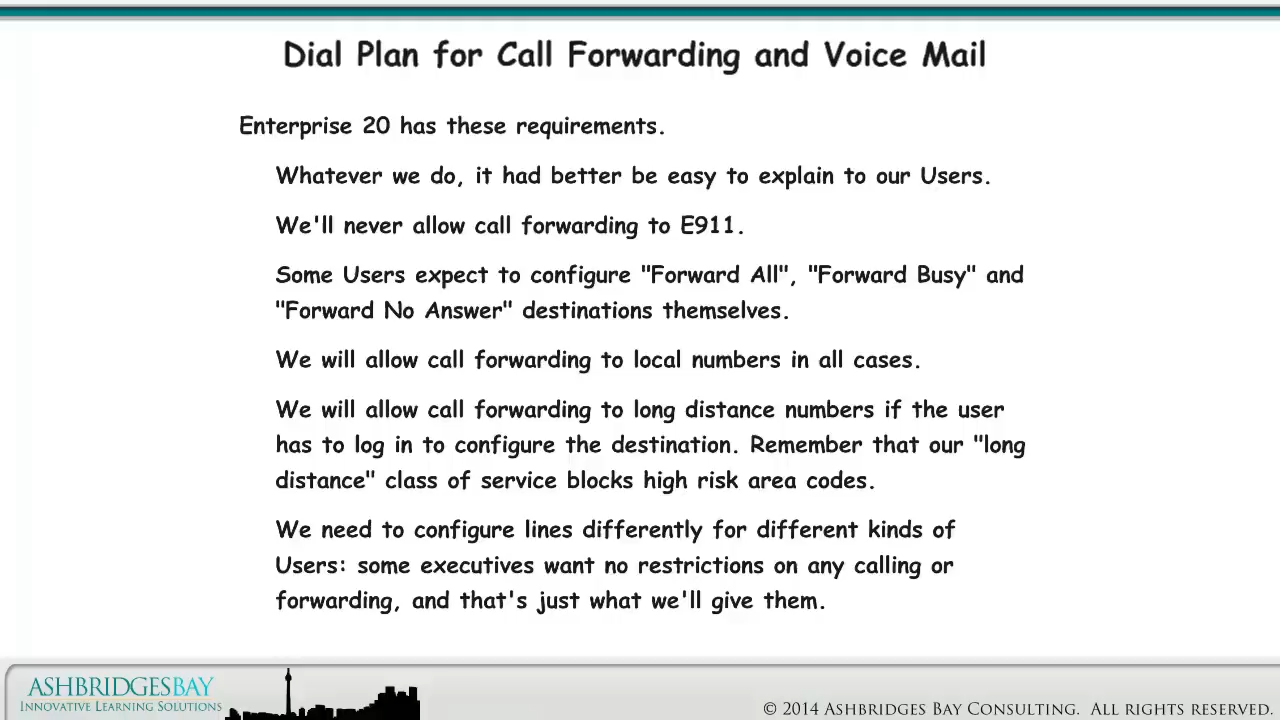 Dial Plan for Call Forwarding and Voice Mail
Enterprise 20 has these requirements.
Whatever we do, it had better be easy to explain to our Users.
We'll never allow call forwarding to E911.
Some Users expect to configure "Forward All", "Forward Busy" and
"Forward No Answer" destinations themselves.
We will allow call forwarding to local numbers in all cases.
We will allow call forwarding to long distance numbers if the user
has to log in to configure the destination. Remember that our "long
distance" class of service blocks high risk area codes.
We need to configure lines differently for different kinds of
Users: some executives want no restrictions on any calling or
forwarding, and that's just what we'll give them.
ASHBRIDGESBAY
INNOVATIVE LEARNING SOLUTIONS
© 2014 ASHBRIDGES BAY CONSULTING. ALL RIGHTS RESERVED.